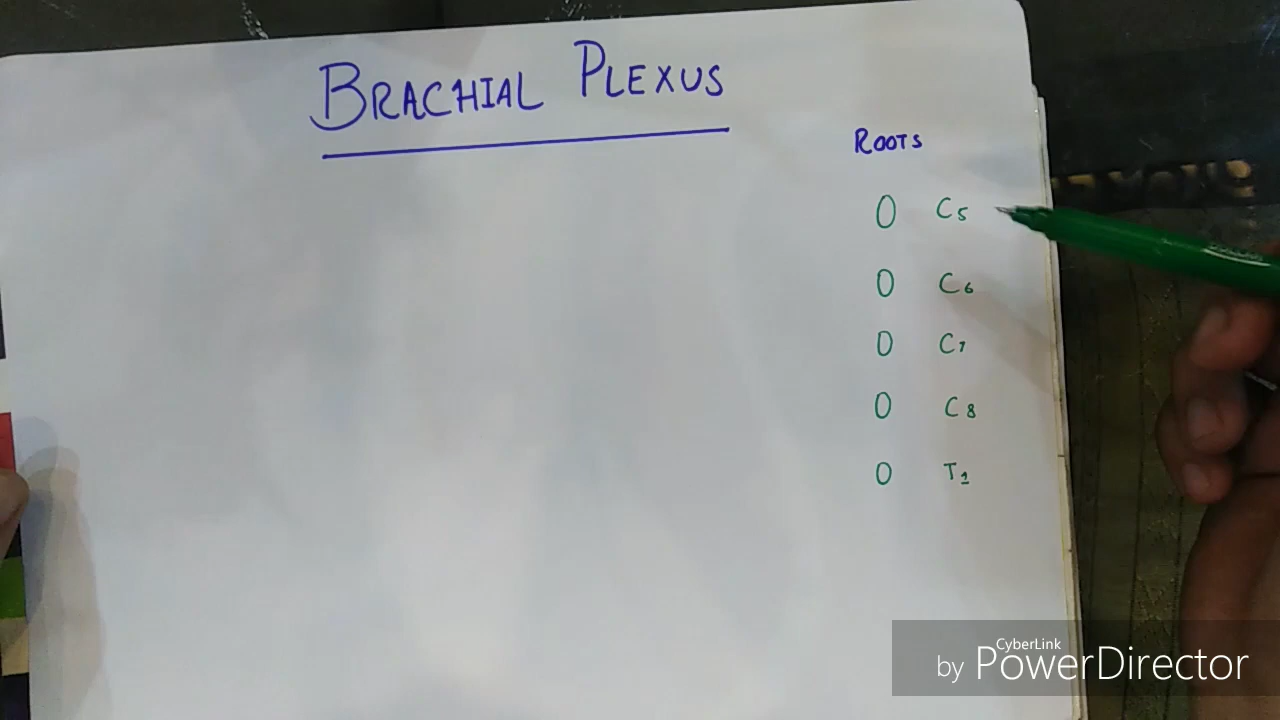 BRACHIAL PLEXUS
ROOTS
0 C5
0 C6
0 C7
0 C8
0 T1
CyberLink
by PowerDirector